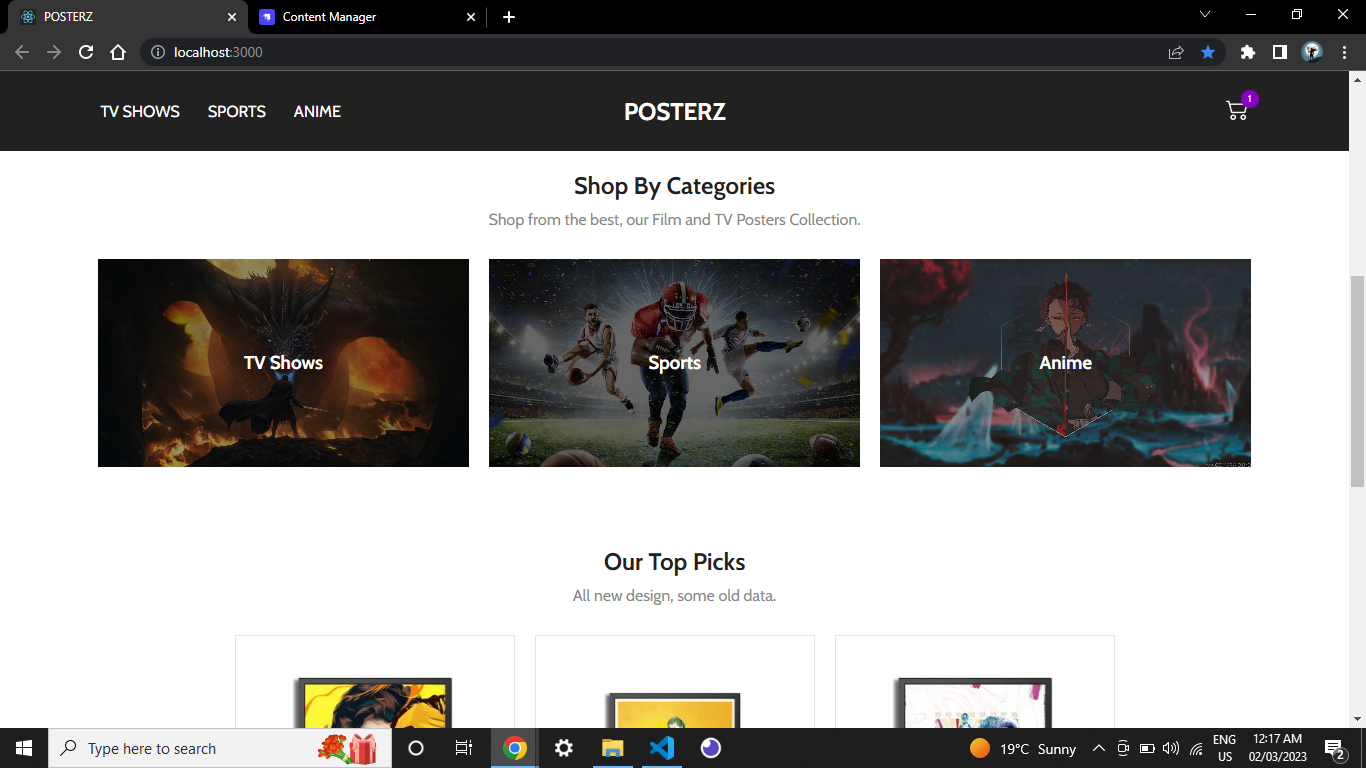 POSTERZ
Content Manager
localhost:3000
TV SHOWS SPORTS ANIME
POSTERZ
1
Shop By Categories
Shop from the best, our Film and TV Posters Collection.
TV Shows
Sports
Anime
Our Top Picks
All new design, some old data.
Type here to search
19°C Sunny
ENG
US
12:17 AM
02/03/2023
2